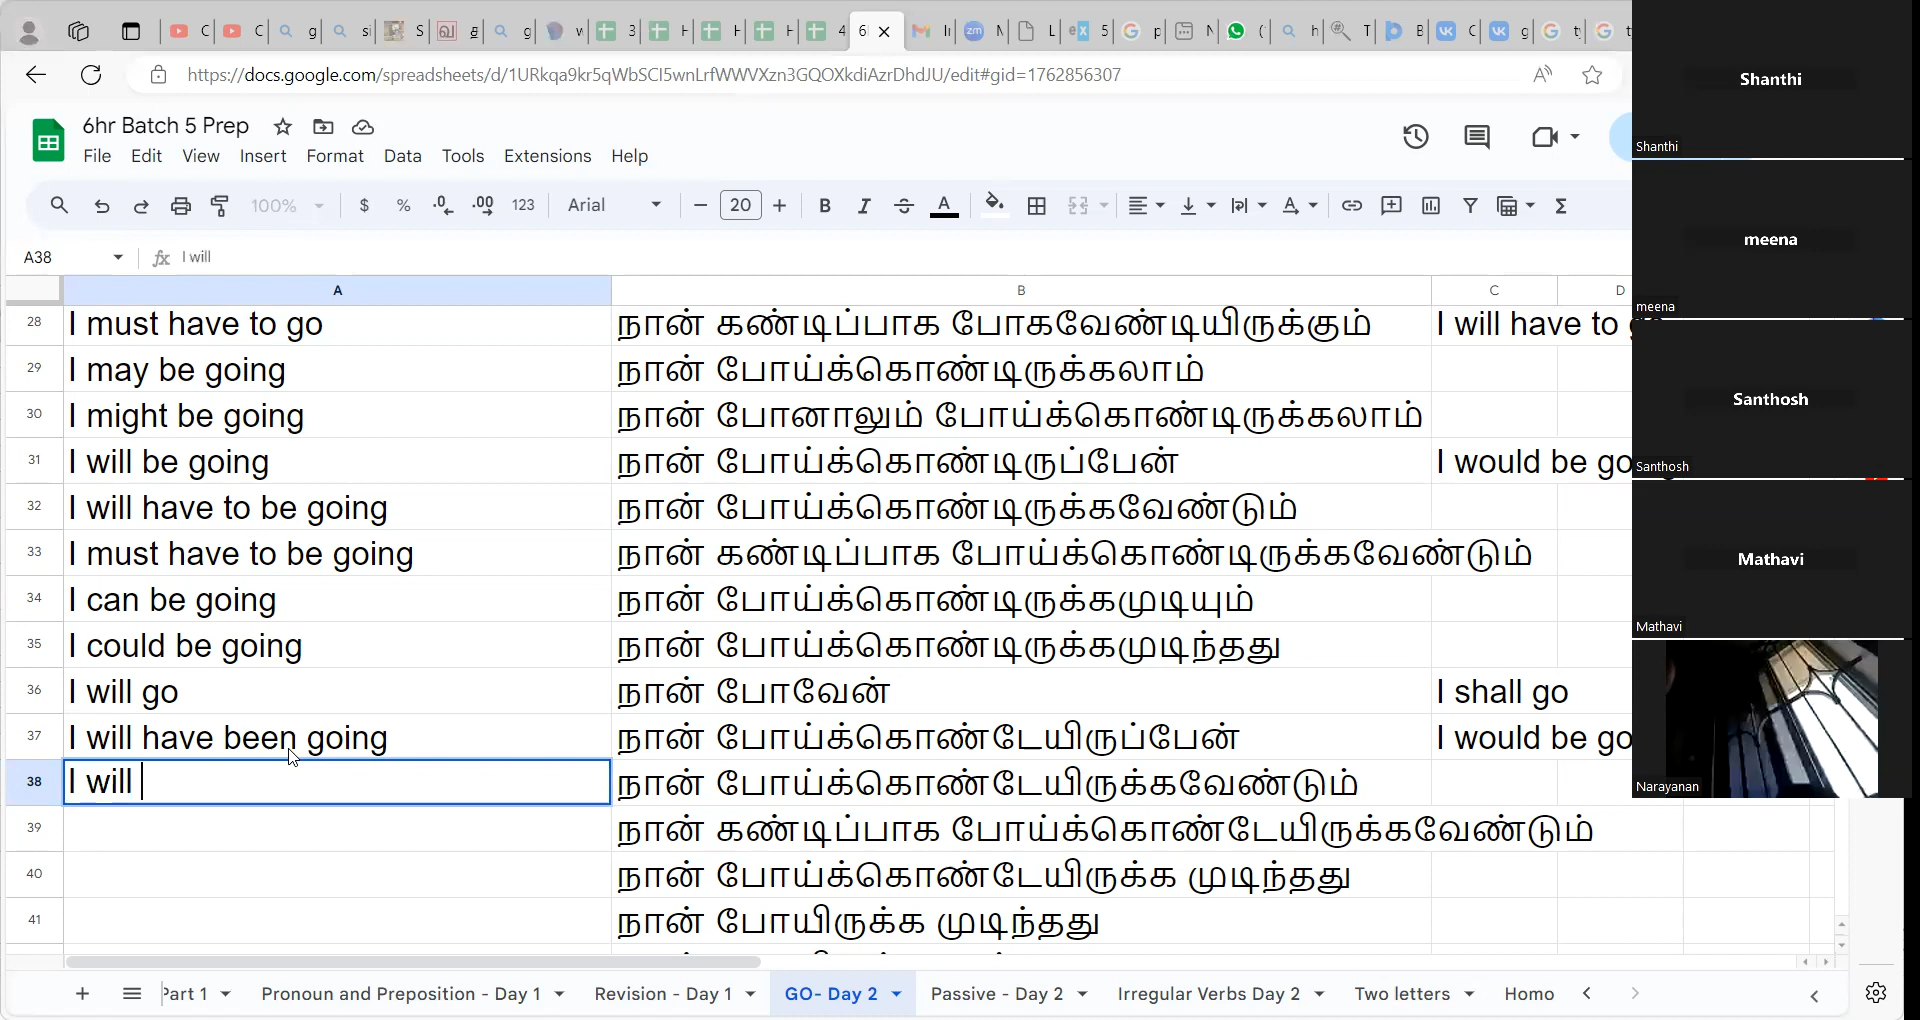 https://docs.google.com/spreadsheets/d/1URkqa9kr5qWbSCI5wnLrfWWVXzn3GQOXkdiAzrDhdJU/edit#gid=1762856307
6hr Batch 5 Prep
File Edit View Insert Format Data Tools Extensions Help
100% $ % .0 .00 123 Arial 20
A38 fx I will
A B C D
28 I must have to go நான் கண்டிப்பாக போகவேண்டியிருக்கும் I will have to go
29 I may be going நான் போய்க்கொண்டிருக்கலாம்
30 I might be going நான் போனாலும் போய்க்கொண்டிருக்கலாம்
31 I will be going நான் போய்க்கொண்டிருப்பேன் I would be go
32 I will have to be going நான் போய்க்கொண்டிருக்கவேண்டும்
33 I must have to be going நான் கண்டிப்பாக போய்க்கொண்டிருக்கவேண்டும்
34 I can be going நான் போய்க்கொண்டிருக்கமுடியும்
35 I could be going நான் போய்க்கொண்டிருக்கமுடிந்தது
36 I will go நான் போவேன் I shall go
37 I will have been going நான் போய்க்கொண்டேயிருப்பேன் I would be go
38 I will நான் போய்க்கொண்டேயிருக்கவேண்டும்
39 நான் கண்டிப்பாக போய்க்கொண்டேயிருக்கவேண்டும்
40 நான் போய்க்கொண்டேயிருக்க முடிந்தது
41 நான் போயிருக்க முடிந்தது
Part 1 Pronoun and Preposition - Day 1 Revision - Day 1 GO- Day 2 Passive - Day 2 Irregular Verbs Day 2 Two letters Homo
Shanthi
Shanthi
meena
meena
Santhosh
Santhosh
Mathavi
Mathavi
Narayanan